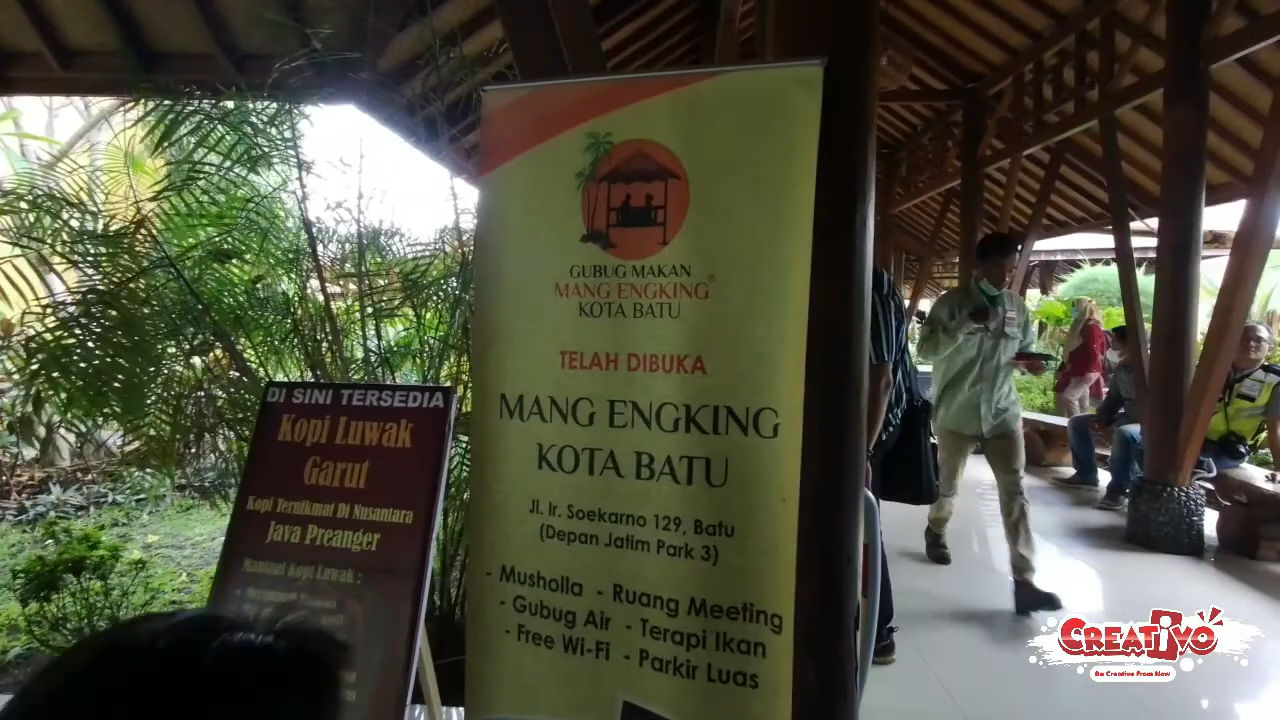 DI SINI TERSEDIA
Kopi Luwak
Garut
Kopi Ternikmat Di Nusantara
Java Preanger
Manfaat Kopi Luwak :
GUBUG MAKAN
MANG ENGKING®
KOTA BATU
TELAH DIBUKA
MANG ENGKING
KOTA BATU
Jl. Ir. Soekarno 129, Batu
(Depan Jatim Park 3)
- Musholla - Ruang Meeting
- Gubug Air - Terapi Ikan
- Free Wi-Fi - Parkir Luas
CREATIVO
Be Creative From Now